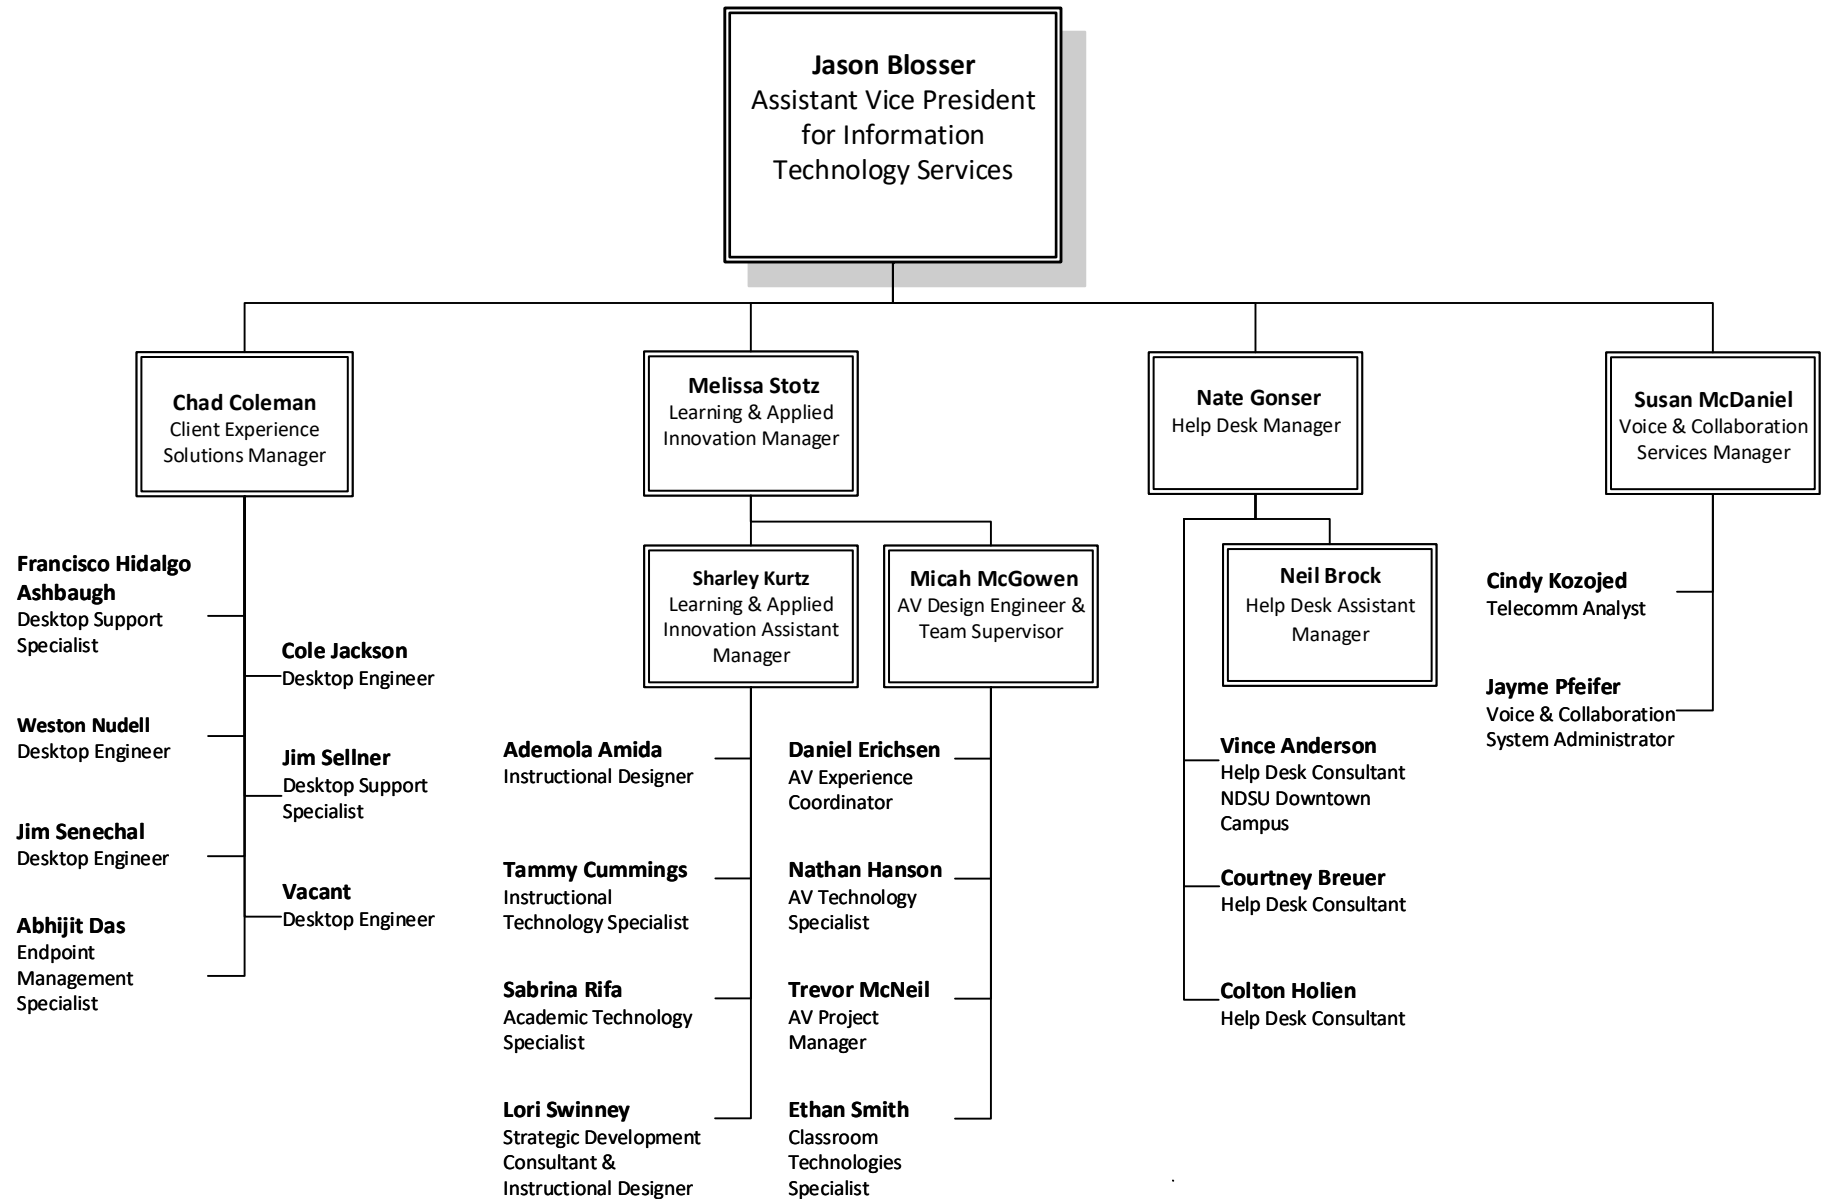 Jason Blosser
Assistant Vice President
for Information
Technology Services
Chad Coleman
Client Experience
Solutions Manager
Francisco Hidalgo
Ashbaugh
Desktop Support
Specialist
Cole Jackson
Desktop Engineer
Weston Nudell
Desktop Engineer
Jim Sellner
Desktop Support
Specialist
Jim Senechal
Desktop Engineer
Vacant
Desktop Engineer
Abhijit Das
Endpoint
Management
Specialist
Melissa Stotz
Learning & Applied
Innovation Manager
Sharley Kurtz
Learning & Applied
Innovation Assistant
Manager
Ademola Amida
Instructional Designer
Tammy Cummings
Instructional
Technology Specialist
Sabrina Rifa
Academic Technology
Specialist
Lori Swinney
Strategic Development
Consultant &
Instructional Designer
Micah McGowen
AV Design Engineer &
Team Supervisor
Daniel Erichsen
AV Experience
Coordinator
Nathan Hanson
AV Technology
Specialist
Trevor McNeil
AV Project
Manager
Ethan Smith
Classroom
Technologies
Specialist
Nate Gonser
Help Desk Manager
Neil Brock
Help Desk Assistant
Manager
Vince Anderson
Help Desk Consultant
NDSU Downtown
Campus
Courtney Breuer
Help Desk Consultant
Colton Holien
Help Desk Consultant
Susan McDaniel
Voice & Collaboration
Services Manager
Cindy Kozojed
Telecomm Analyst
Jayme Pfeifer
Voice & Collaboration
System Administrator